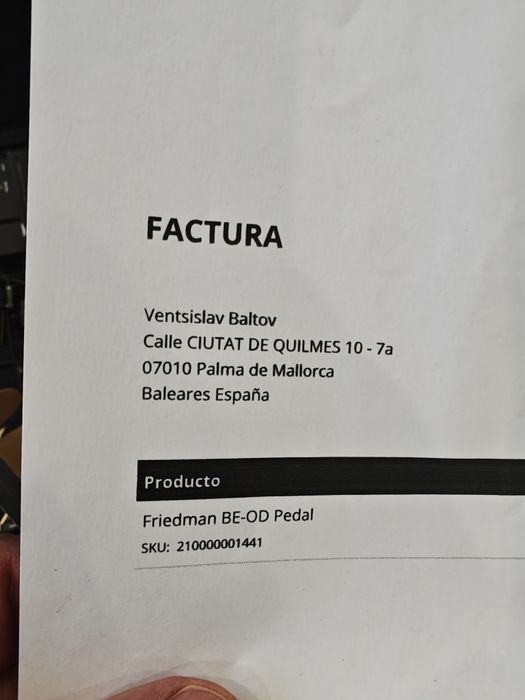 FACTURA
Ventsislav Baltov
Calle CIUTAT DE QUILMES 10 - 7a
07010 Palma de Mallorca
Baleares España
Producto
Friedman BE-OD Pedal
SKU: 210000001441